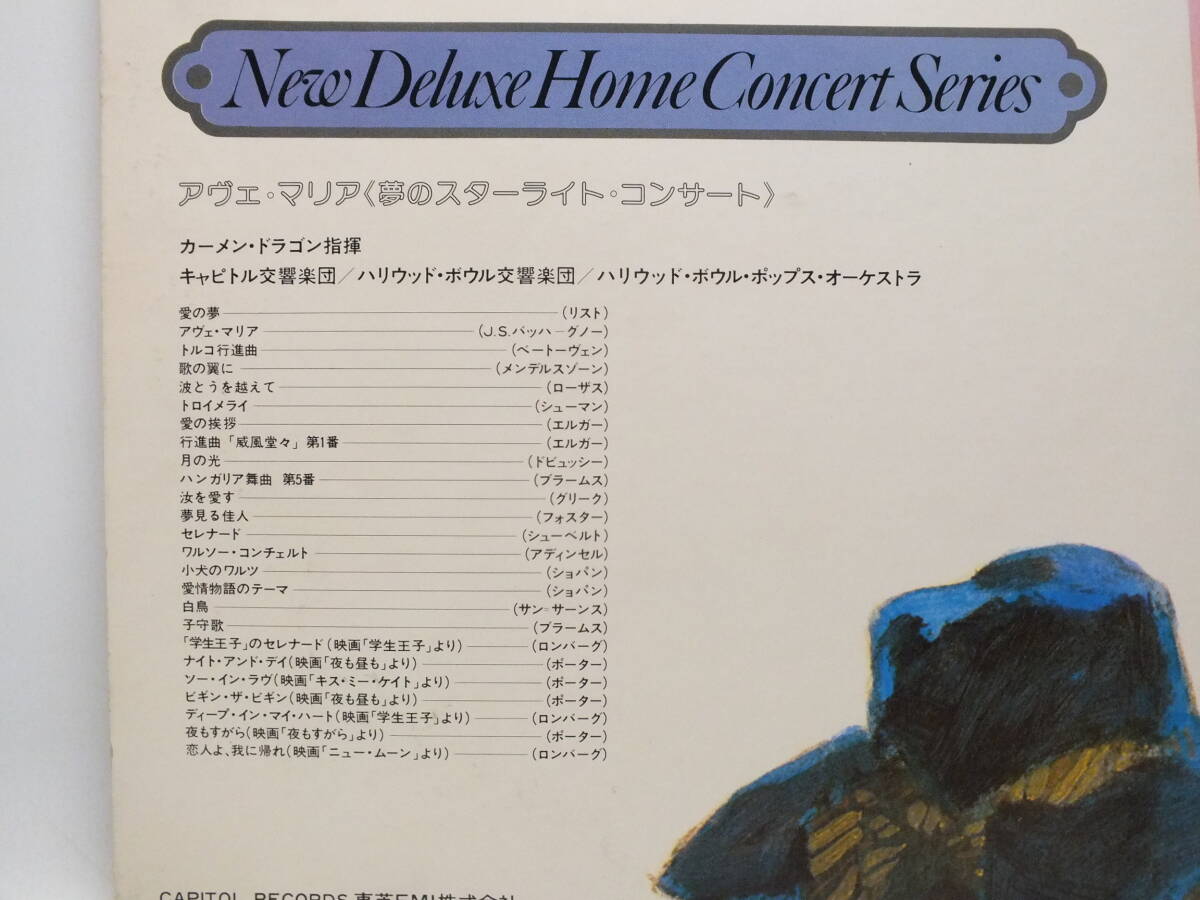 New Deluxe Home Concert Series
アヴェ・マリア《夢のスターライト・コンサート》
カーメン・ドラゴン指揮
キャピトル交響楽団/ハリウッド・ボウル交響楽団/ハリウッド・ボウル・ポップス・オーケストラ
愛の夢 (リスト)
アヴェ・マリア (J.S.バッハ―グノー)
トルコ行進曲 (ベートーヴェン)
歌の翼に (メンデルスゾーン)
波とうを越えて (ローザス)
トロイメライ (シューマン)
愛の挨拶 (エルガー)
行進曲「威風堂々」第1番 (エルガー)
月の光 (ドビュッシー)
ハンガリア舞曲 第5番 (ブラームス)
汝を愛す (グリーク)
夢見る佳人 (フォスター)
セレナード (シューベルト)
ワルソー・コンチェルト (アディンセル)
小犬のワルツ (ショパン)
愛情物語のテーマ (ショパン)
白鳥 (サン=サーンス)
子守歌 (ブラームス)
「学生王子」のセレナード(映画「学生王子」より) (ロンバーグ)
ナイト・アンド・デイ(映画「夜も昼も」より) (ポーター)
ソー・イン・ラヴ(映画「キス・ミー・ケイト」より) (ポーター)
ビギン・ザ・ビギン(映画「夜も昼も」より) (ポーター)
ディープ・イン・マイ・ハート(映画「学生王子」より) (ロンバーグ)
夜もすがら(映画「夜もすがら」より) (ポーター)
恋人よ、我に帰れ(映画「ニュー・ムーン」より) (ロンバーグ)
CAPITOL RECORDS 東芝EMI株式会社